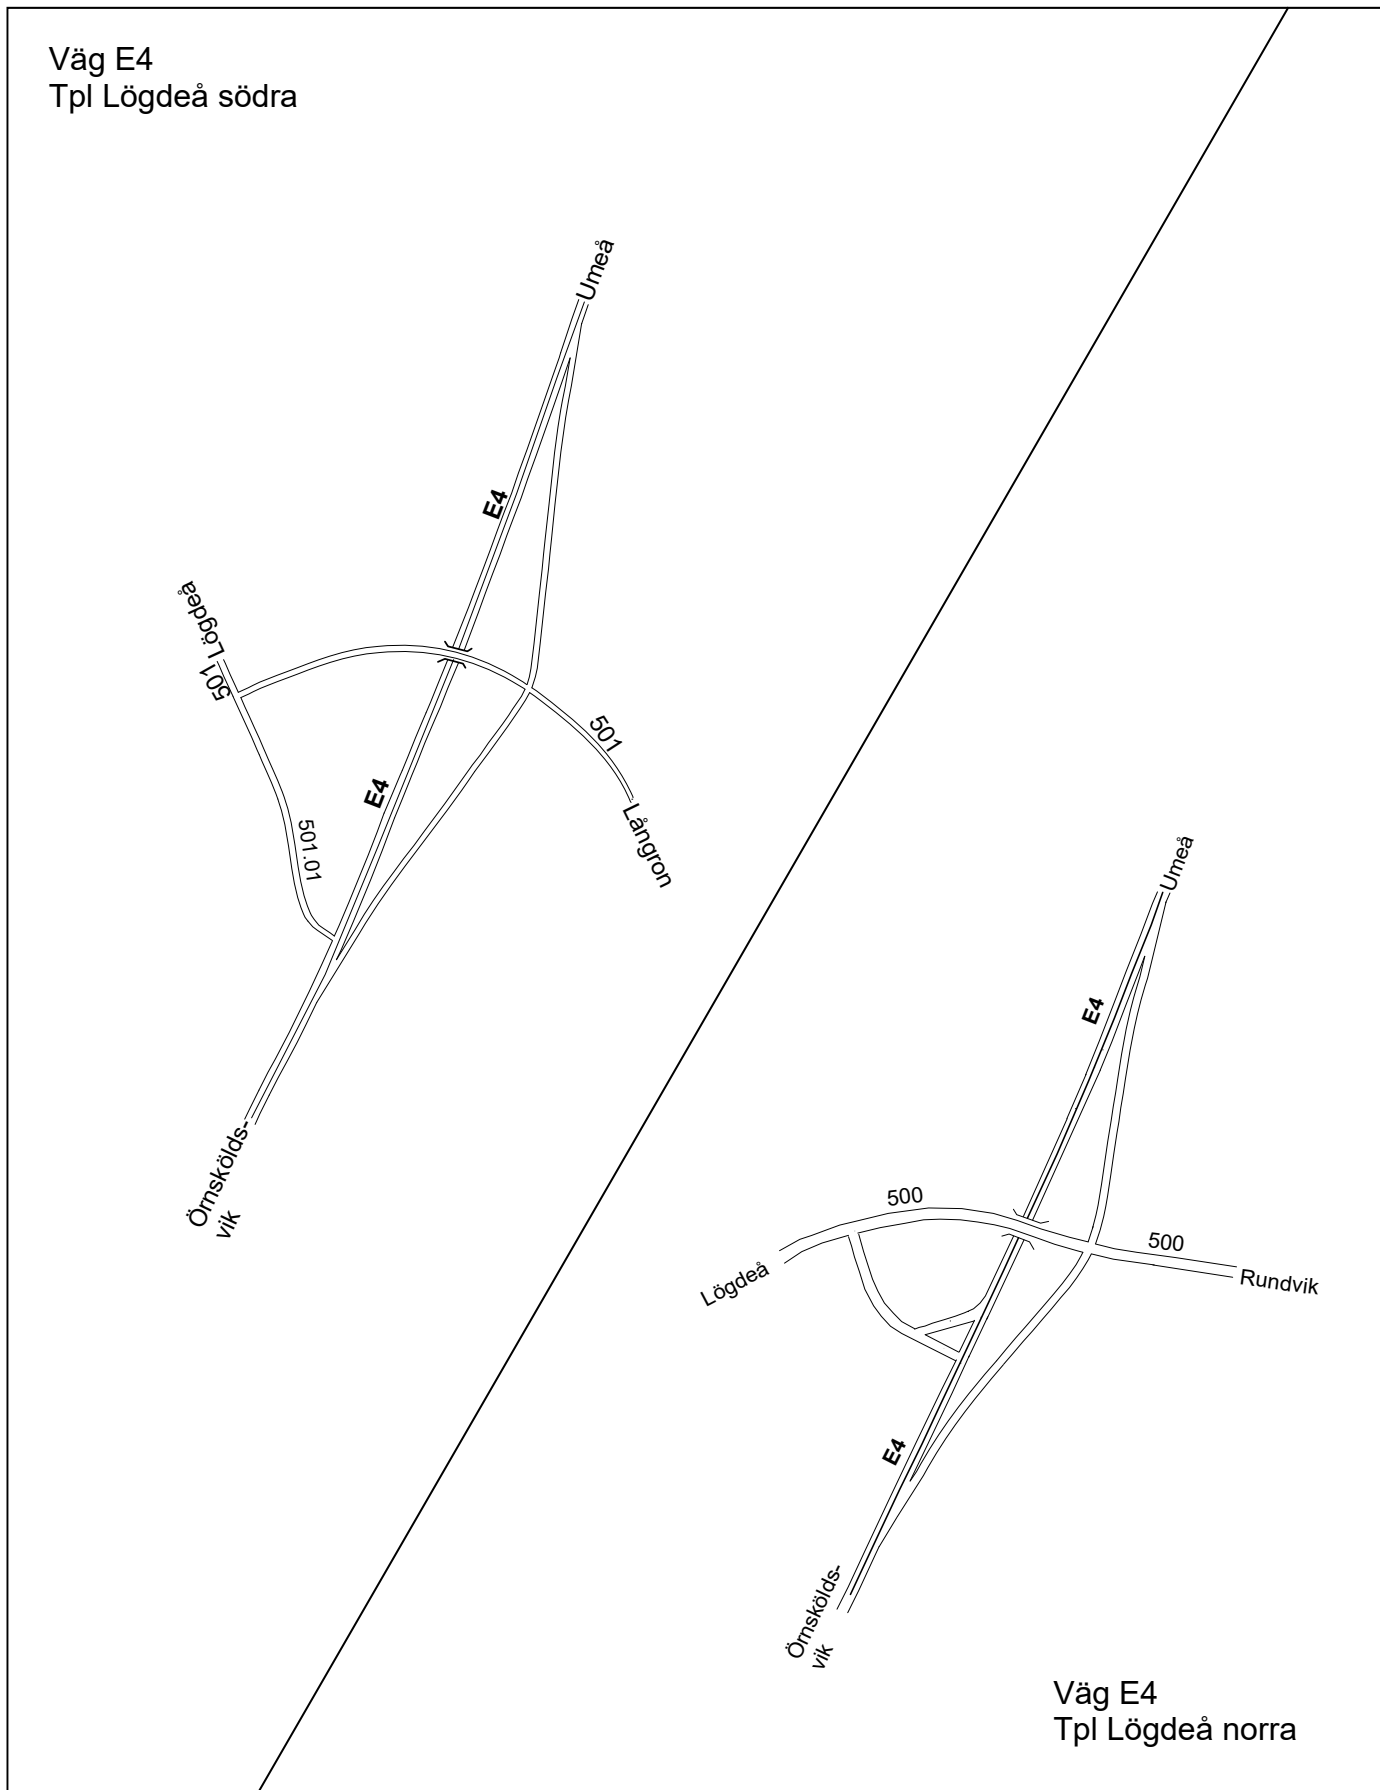 Väg E4
Tpl Lögdeå södra
Umeå
E4
501 Lögdeå
501
E4
Långron
501.01
Örnskölds-
vik
Umeå
E4
500
500
Lögdeå
Rundvik
E4
Örnskölds-
vik
Väg E4
Tpl Lögdeå norra